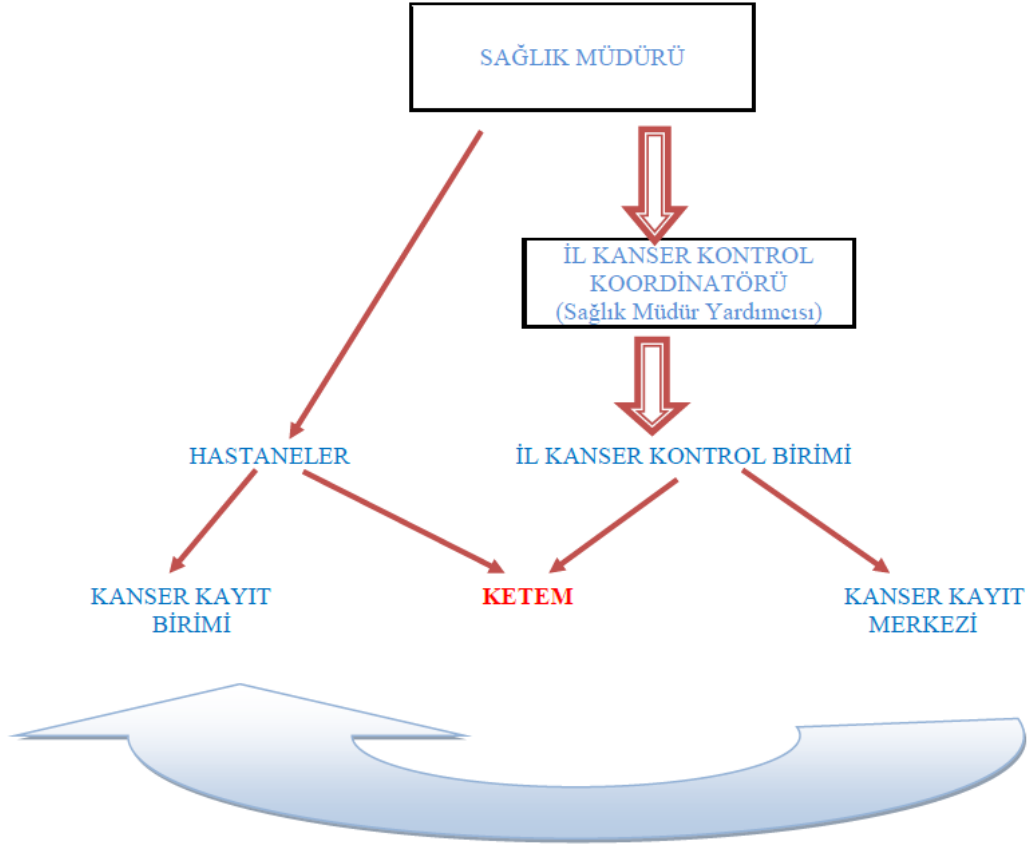 SAĞLIK MÜDÜRÜ
İL KANSER KONTROL
KOORDİNATÖRÜ
(Sağlık Müdür Yardımcısı)
HASTANELER
İL KANSER KONTROL BİRİMİ
KANSER KAYIT
BİRİMİ
KETEM
KANSER KAYIT
MERKEZİ